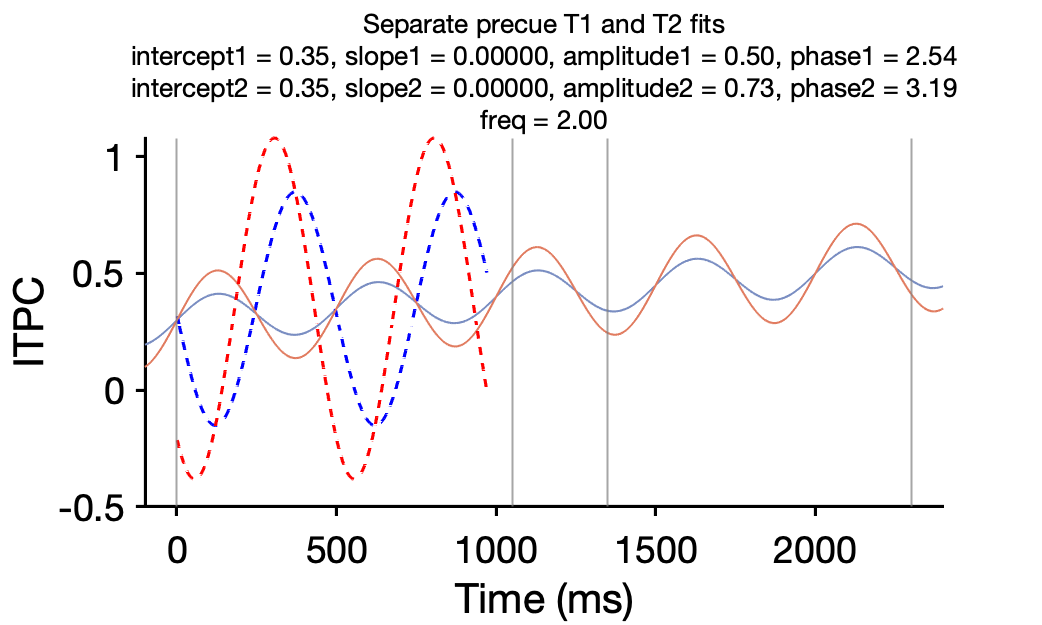 Separate precue T1 and T2 fits
intercept1 = 0.35, slope1 = 0.00000, amplitude1 = 0.50, phase1 = 2.54
intercept2 = 0.35, slope2 = 0.00000, amplitude2 = 0.73, phase2 = 3.19
freq = 2.00
1
0.5
0
-0.5
ITPC
0 500 1000 1500 2000
Time (ms)